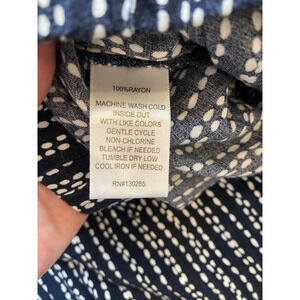 100%RAYON
MACHINE WASH COLD
INSIDE OUT
WITH LIKE COLORS
GENTLE CYCLE
NON-CHLORINE
BLEACH IF NEEDED
TUMBLE DRY LOW
COOL IRON IF NEEDED
RN#130285